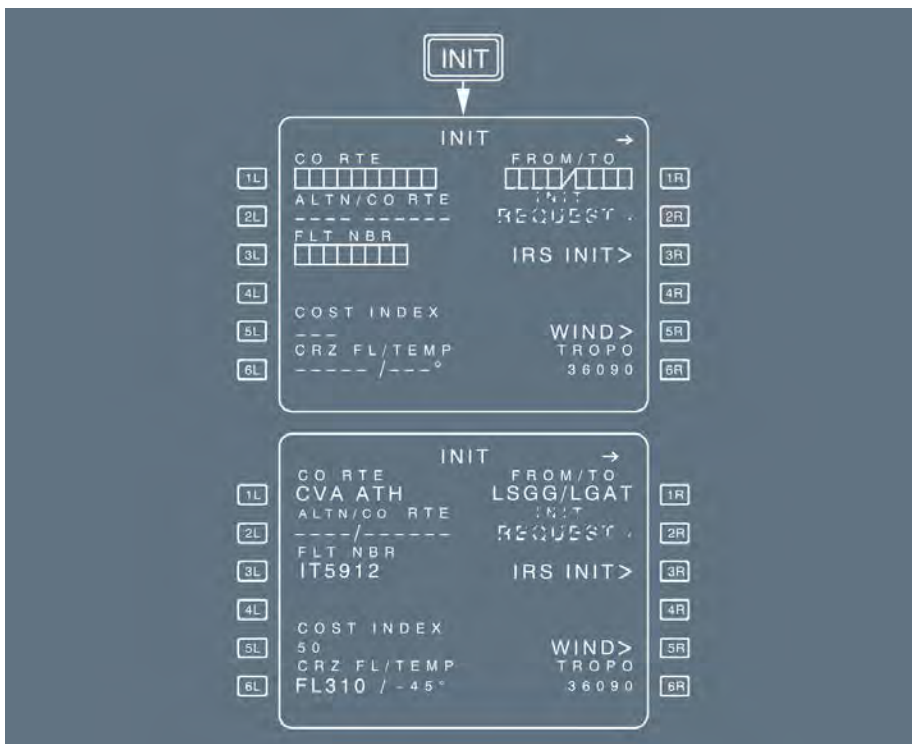 INIT
INIT →
CO RTE FROM/TO
1L 1R
ALTN/CO RTE INIT
2L ---- ------ REQUEST 2R
FLT NBR
3L IRS INIT> 3R
4L 4R
COST INDEX
5L --- WIND> 5R
CRZ FL/TEMP TROPO
6L ----- /---° 36090 6R
INIT →
CO RTE FROM/TO
1L CVA ATH LSGG/LGAT 1R
ALTN/CO RTE INIT
2L ----/------ REQUEST 2R
FLT NBR
3L IT5912 IRS INIT> 3R
4L 4R
COST INDEX
5L 50 WIND> 5R
CRZ FL/TEMP TROPO
6L FL310 / -45° 36090 6R